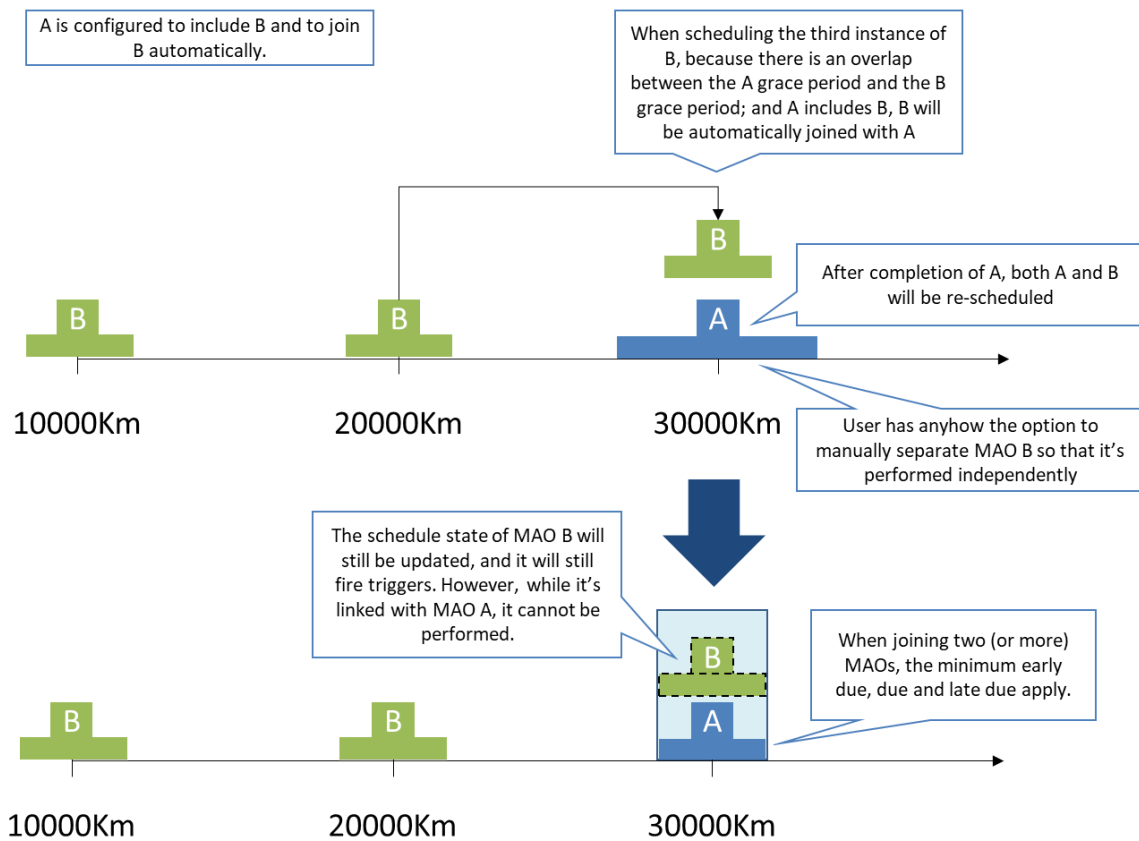 A is configured to include B and to join
B automatically.
When scheduling the third instance of
B, because there is an overlap
between the A grace period and the B
grace period; and A includes B, B will
be automatically joined with A
B
After completion of A, both A and B
will be re-scheduled
B
B
A
10000Km
20000Km
30000Km
User has anyhow the option to
manually separate MAO B so that it's
performed independently
The schedule state of MAO B will
still be updated, and it will still
fire triggers. However, while it's
linked with MAO A, it cannot be
performed.
When joining two (or more)
MAOs, the minimum early
due, due and late due apply.
B
B
B
A
10000Km
20000Km
30000Km